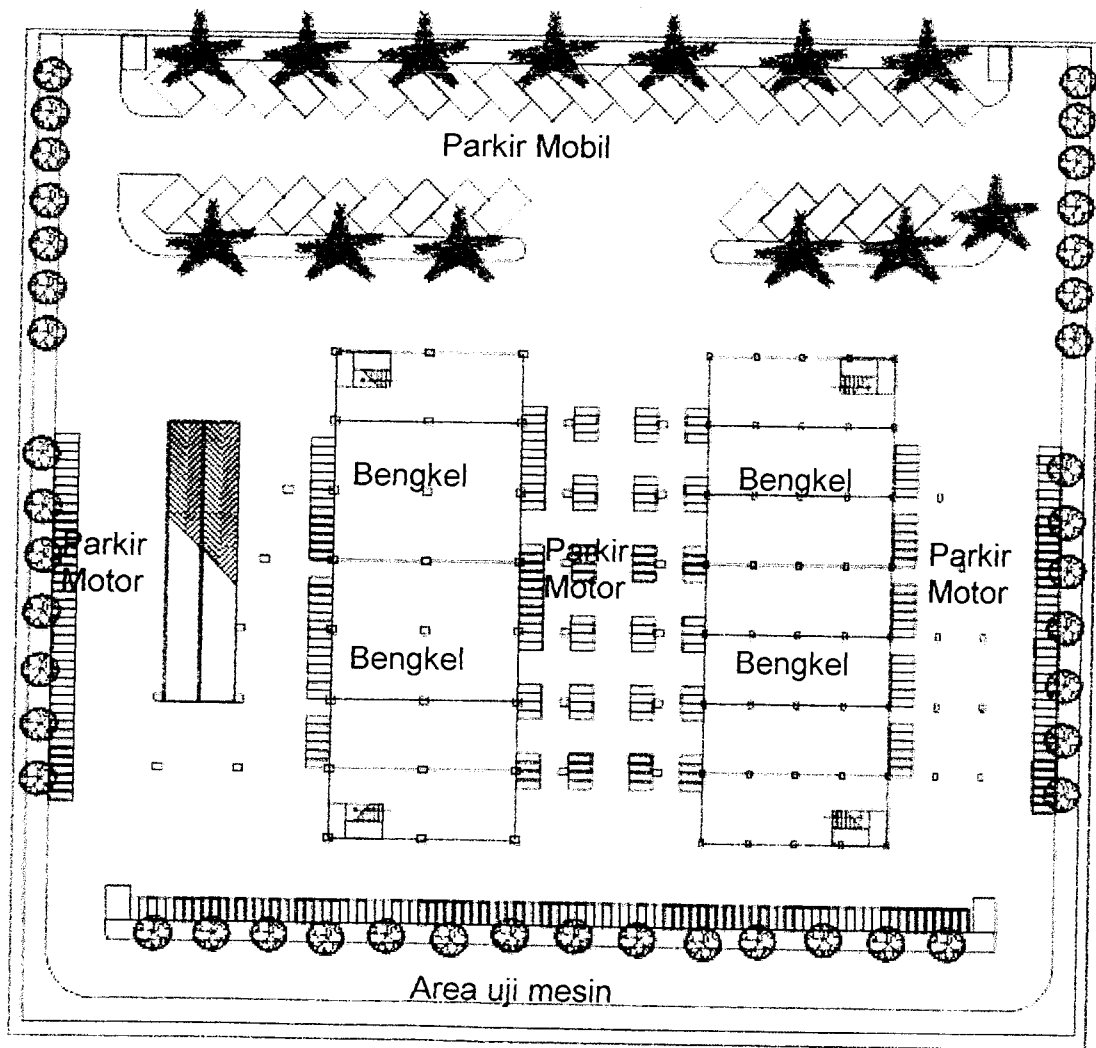 Parkir Mobil
Bengkel
Bengkel
Parkir
Motor
Parkir
Motor
Parkir
Motor
Bengkel
Bengkel
Area uji mesin